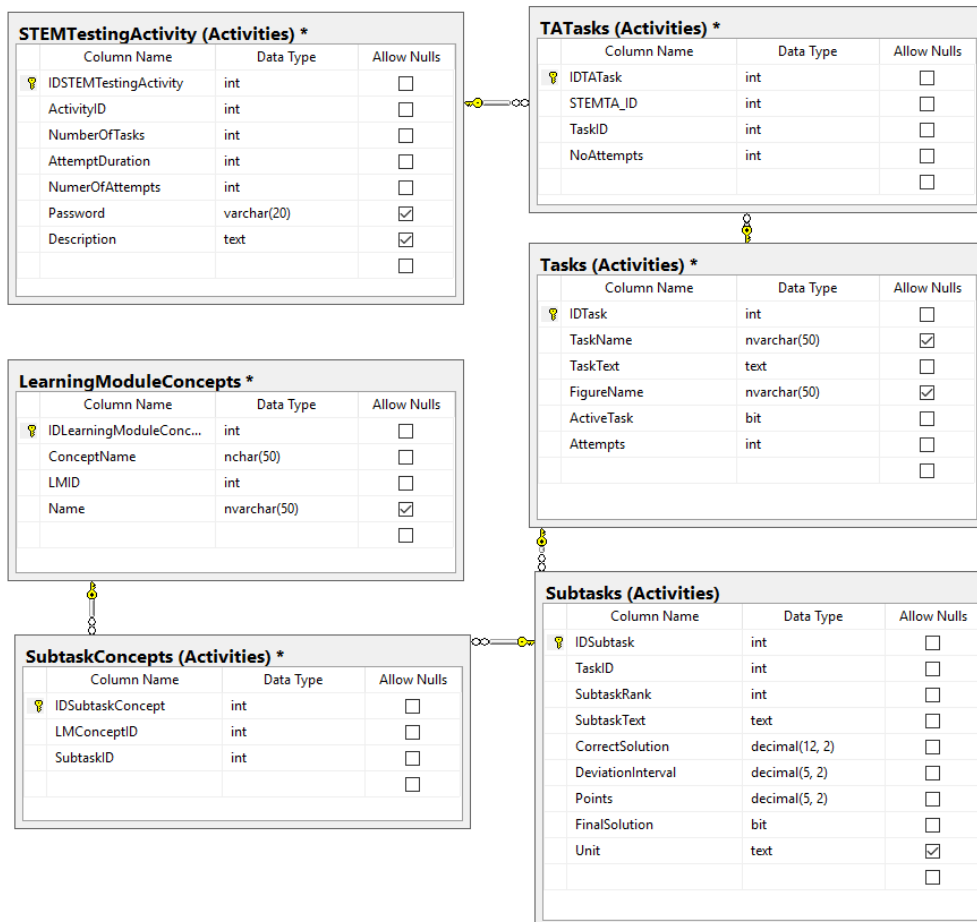 STEMTestingActivity (Activities) *
Column Name Data Type Allow Nulls
IDSTEMTestingActivity int
ActivityID int
NumberOfTasks int
AttemptDuration int
NumerOfAttempts int
Password varchar(20)
Description text
TATasks (Activities) *
Column Name Data Type Allow Nulls
IDTATask int
STEMTA_ID int
TaskID int
NoAttempts int
Tasks (Activities) *
Column Name Data Type Allow Nulls
IDTask int
TaskName nvarchar(50)
TaskText text
FigureName nvarchar(50)
ActiveTask bit
Attempts int
LearningModuleConcepts *
Column Name Data Type Allow Nulls
IDLearningModuleConc... int
ConceptName nchar(50)
LMID int
Name nvarchar(50)
SubtaskConcepts (Activities) *
Column Name Data Type Allow Nulls
IDSubtaskConcept int
LMConceptID int
SubtaskID int
Subtasks (Activities)
Column Name Data Type Allow Nulls
IDSubtask int
TaskID int
SubtaskRank int
SubtaskText text
CorrectSolution decimal(12, 2)
DeviationInterval decimal(5, 2)
Points decimal(5, 2)
FinalSolution bit
Unit text